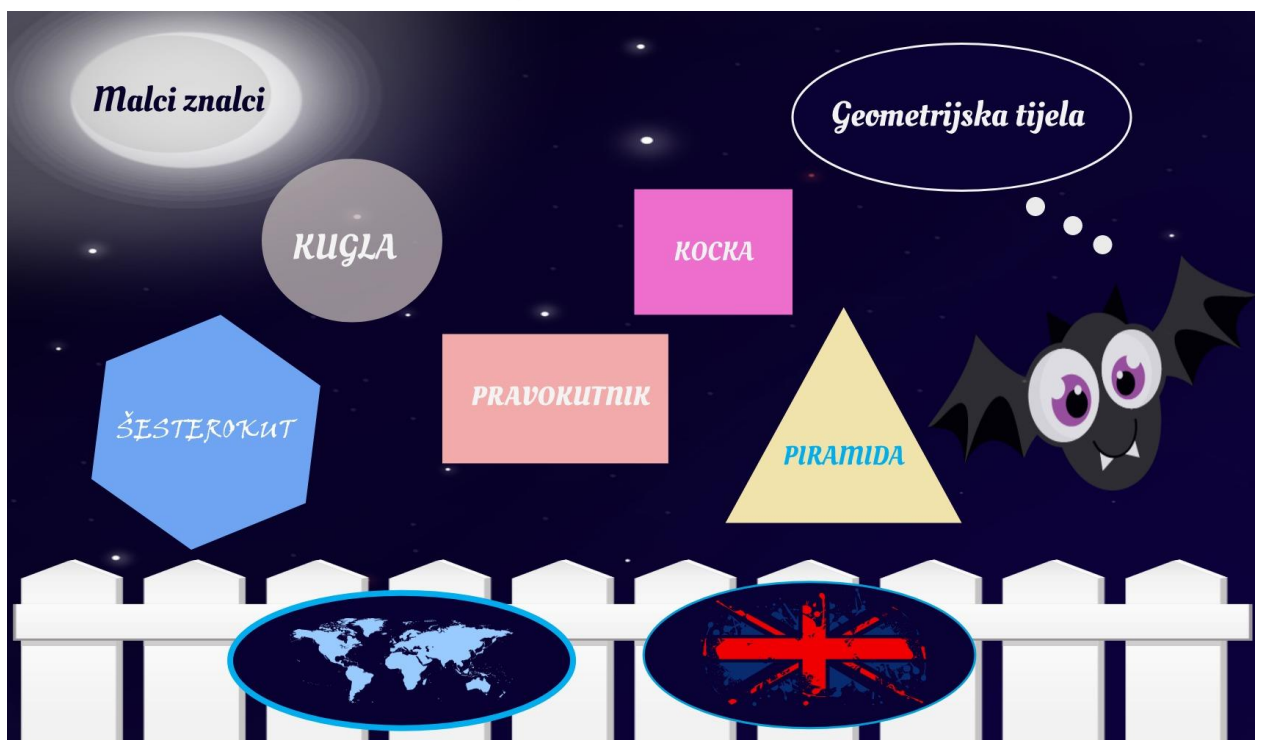 Malci znalci
Geometrijska tijela
KUGLA
KOCKA
ŠESTEROKUT
PRAVOKUTNIK
PIRAMIDA